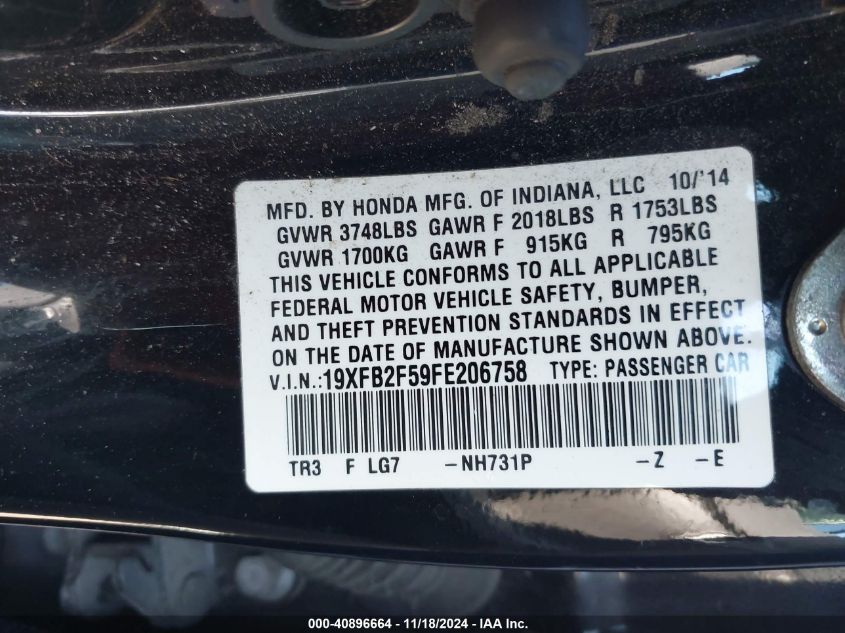 MFD. BY HONDA MFG. OF INDIANA, LLC 10/'14
GVWR 3748LBS GAWR F 2018LBS R 1753LBS
GVWR 1700KG GAWR F 915KG R 795KG
THIS VEHICLE CONFORMS TO ALL APPLICABLE
FEDERAL MOTOR VEHICLE SAFETY, BUMPER,
AND THEFT PREVENTION STANDARDS IN EFFECT
ON THE DATE OF MANUFACTURE SHOWN ABOVE.
V.I.N.:19XFB2F59FE206758 TYPE: PASSENGER CAR
TR3 F LG7 -NH731P -Z -E
000-40896664 - 11/18/2024 - IAA Inc.